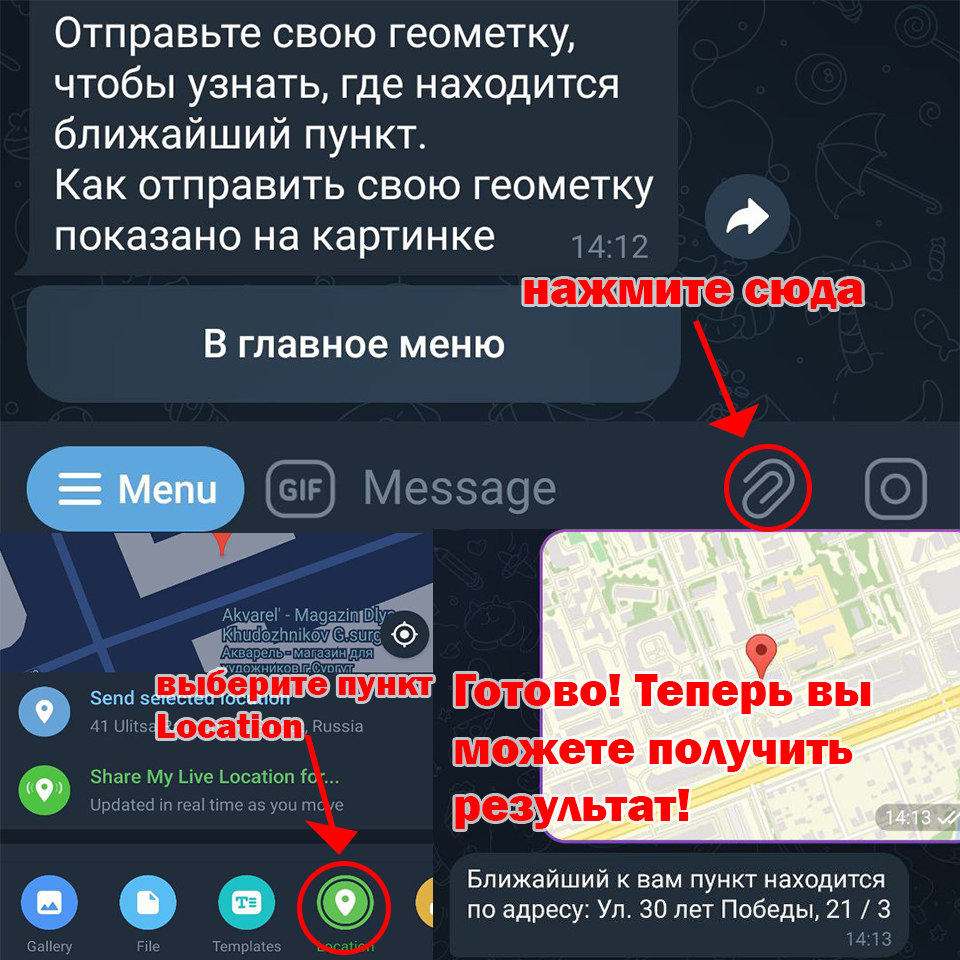 Отправьте свою геометку,
чтобы узнать, где находится
ближайший пункт.
Как отправить свою геометку
показано на картинке
14:12
нажмите сюда
В главное меню
Menu
GIF
Message
Akvarel' - Magazin Dlya
Khudozhnikov G.surg
Акварель - магазин для
художников г.Сургут
Send selected location
выберите пункт
Location
41 Ulitsa Russia
Share My Live Location for...
Updated in real time as you move
Gallery
File
Templates
Location
Готово! Теперь вы
можете получить
результат!
14:13
Ближайший к вам пункт находится
по адресу: Ул. 30 лет Победы, 21 / 3
14:13